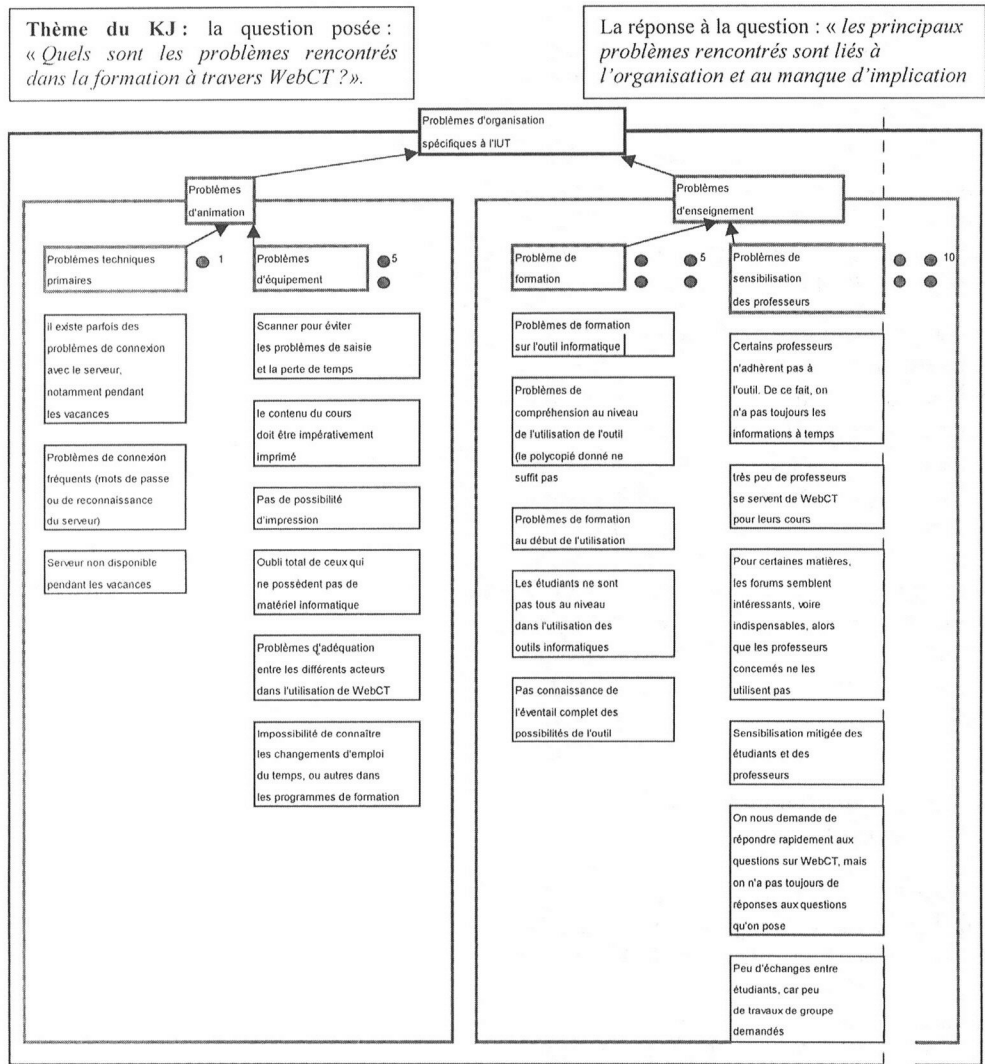 Thème du KJ : la question posée :
« Quels sont les problèmes rencontrés
dans la formation à travers WebCT ?».
La réponse à la question : « les principaux
problèmes rencontrés sont liés à
l'organisation et au manque d'implication
Problèmes d'organisation
spécifiques à l'IUT
Problèmes
d'animation
Problèmes
d'enseignement
Problèmes techniques
primaires
1
Problèmes
d'équipement
5
Problème de
formation
5
Problèmes de
sensibilisation
des professeurs
10
il existe parfois des
problèmes de connexion
avec le serveur,
notamment pendant
les vacances
Problèmes de connexion
fréquents (mots de passe
ou de reconnaissance
du serveur)
Serveur non disponible
pendant les vacances
Scanner pour éviter
les problèmes de saisie
et la perte de temps
le contenu du cours
doit être impérativement
imprimé
Pas de possibilité
d'impression
Oubli total de ceux qui
ne possèdent pas de
matériel informatique
Problèmes d'adéquation
entre les différents acteurs
dans l'utilisation de WebCT
Impossibilité de connaître
les changements d'emploi
du temps, ou autres dans
les programmes de formation
Problèmes de formation
sur l'outil informatique
Problèmes de
compréhension au niveau
de l'utilisation de l'outil
(le polycopié donné ne
suffit pas
Problèmes de formation
au début de l'utilisation
Les étudiants ne sont
pas tous au niveau
dans l'utilisation des
outils informatiques
Pas connaissance de
l'éventail complet des
possibilités de l'outil
Certains professeurs
n'adhèrent pas à
l'outil. De ce fait, on
n'a pas toujours les
informations à temps
très peu de professeurs
se servent de WebCT
pour leurs cours
Pour certaines matières,
les forums semblent
intéressants, voire
indispensables, alors
que les professeurs
concernés ne les
utilisent pas
Sensibilisation mitigée des
étudiants et des
professeurs
On nous demande de
répondre rapidement aux
questions sur WebCT, mais
on n'a pas toujours de
réponses aux questions
qu'on pose
Peu d'échanges entre
étudiants, car peu
de travaux de groupe
demandés